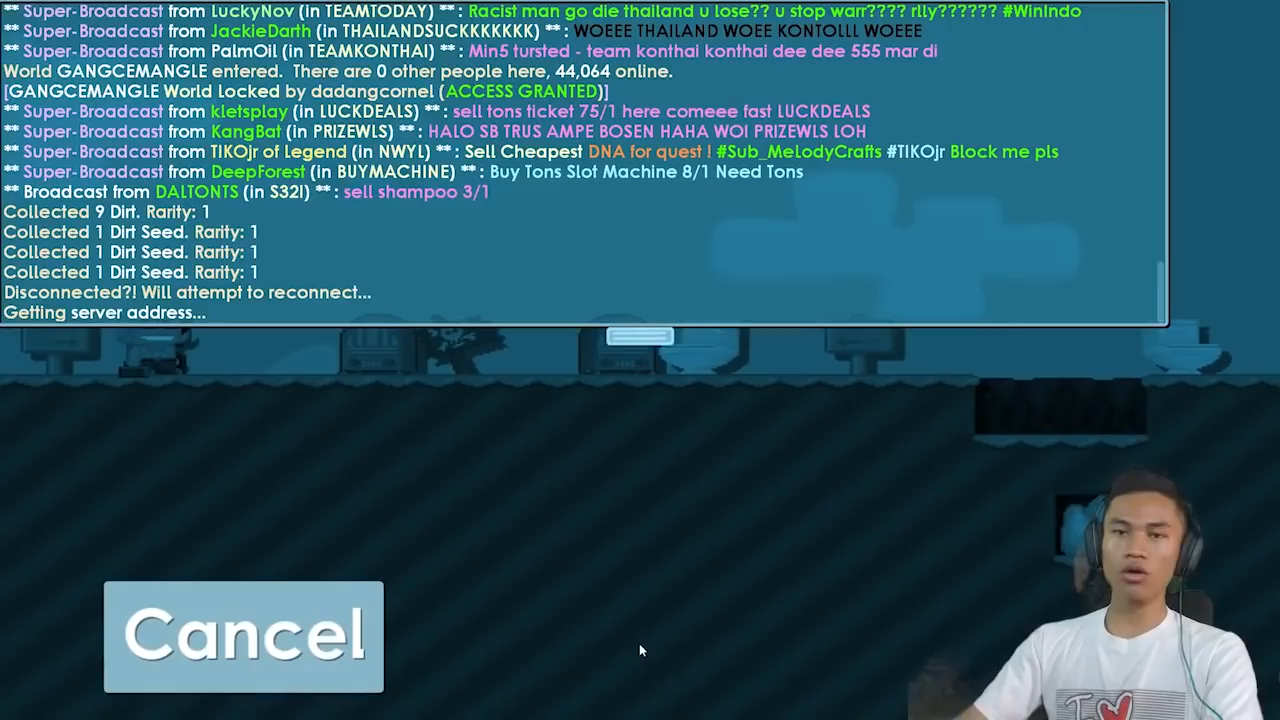 ** Super-Broadcast from LuckyNov (in TEAMTODAY) ** : Racist man go die thailand u lose?? u stop warr???? rlly?????? #WinIndo
** Super-Broadcast from JackieDarth (in THAILANDSUCKKKKKKK) ** : WOEEE THAILAND WOEE KONTOLLL WOEEE
** Super-Broadcast from PalmOil (in TEAMKONTHAI) ** : Min5 tursted - team konthai konthai dee dee 555 mar di
World GANGCEMANGLE entered. There are 0 other people here, 44,064 online.
[GANGCEMANGLE World Locked by dadangcornel (ACCESS GRANTED)]
** Super-Broadcast from kletsplay (in LUCKDEALS) ** : sell tons ticket 75/1 here comeee fast LUCKDEALS
** Super-Broadcast from KangBat (in PRIZEWLS) ** : HALO SB TRUS AMPE BOSEN HAHA WOI PRIZEWLS LOH
** Super-Broadcast from TIKOjr of Legend (in NWYL) ** : Sell Cheapest DNA for quest ! #Sub_MeLodyCrafts #TIKOjr Block me pls
** Super-Broadcast from DeepForest (in BUYMACHINE) ** : Buy Tons Slot Machine 8/1 Need Tons
** Broadcast from DALTONTS (in S32I) ** : sell shampoo 3/1
Collected 9 Dirt. Rarity: 1
Collected 1 Dirt Seed. Rarity: 1
Collected 1 Dirt Seed. Rarity: 1
Collected 1 Dirt Seed. Rarity: 1
Disconnected?! Will attempt to reconnect...
Getting server address...
Cancel
I